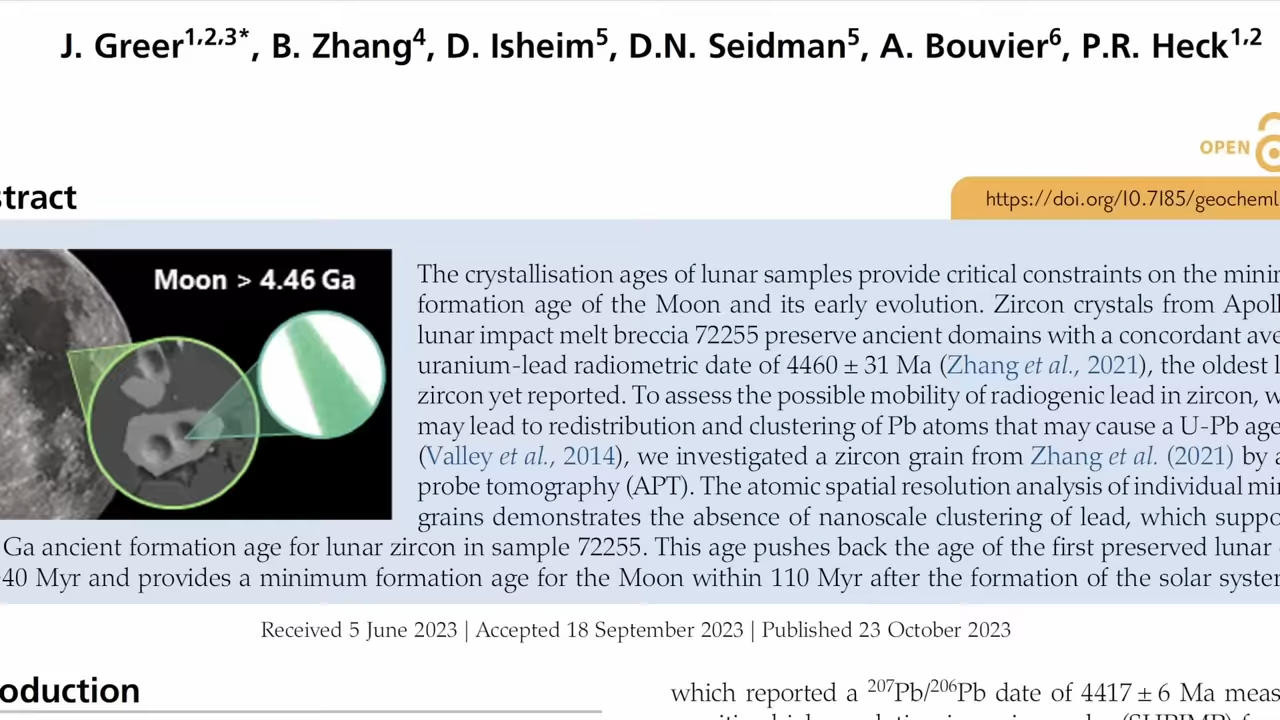 J. Greer1,2,3*, B. Zhang4, D. Isheim5, D.N. Seidman5, A. Bouvier6, P.R. Heck1,2
OPEN
stract
https://doi.org/10.7185/geocheml
Moon > 4.46 Ga
The crystallisation ages of lunar samples provide critical constraints on the minin
formation age of the Moon and its early evolution. Zircon crystals from Apoll
lunar impact melt breccia 72255 preserve ancient domains with a concordant ave
uranium-lead radiometric date of 4460 ± 31 Ma (Zhang et al., 2021), the oldest l
zircon yet reported. To assess the possible mobility of radiogenic lead in zircon, w
may lead to redistribution and clustering of Pb atoms that may cause a U-Pb age
(Valley et al., 2014), we investigated a zircon grain from Zhang et al. (2021) by a
probe tomography (APT). The atomic spatial resolution analysis of individual min
grains demonstrates the absence of nanoscale clustering of lead, which suppo
Ga ancient formation age for lunar zircon in sample 72255. This age pushes back the age of the first preserved lunar
40 Myr and provides a minimum formation age for the Moon within 110 Myr after the formation of the solar system
Received 5 June 2023 | Accepted 18 September 2023 | Published 23 October 2023
oduction
which reported a 207Pb/206Pb date of 4417 ± 6 Ma meas